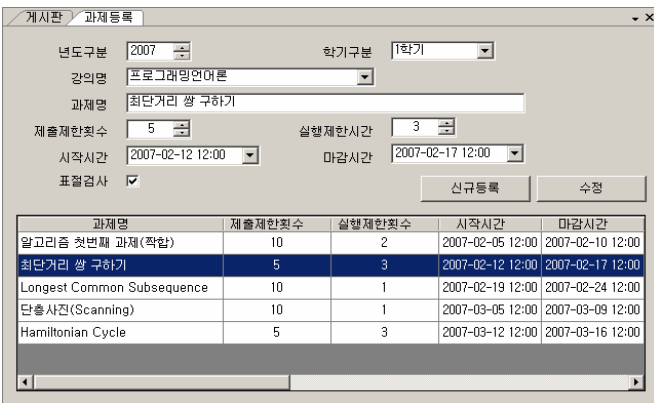 게시판 과제등록
년도구분 2007 학기구분 1학기
강의명 프로그래밍언어론
과제명 최단거리 쌍 구하기
제출제한횟수 5 실행제한시간 3
시작시간 2007-02-12 12:00 마감시간 2007-02-17 12:00
표절검사
신규등록 수정
과제명 제출제한횟수 실행제한횟수 시작시간 마감시간
알고리즘 첫번째 과제(적합) 10 2 2007-02-05 12:00 2007-02-10 12:00
최단거리 쌍 구하기 5 3 2007-02-12 12:00 2007-02-17 12:00
Longest Common Subsequence 10 1 2007-02-19 12:00 2007-02-24 12:00
단층사진(Scanning) 10 1 2007-03-05 12:00 2007-03-09 12:00
Hamiltonian Cycle 5 3 2007-03-12 12:00 2007-03-16 12:00